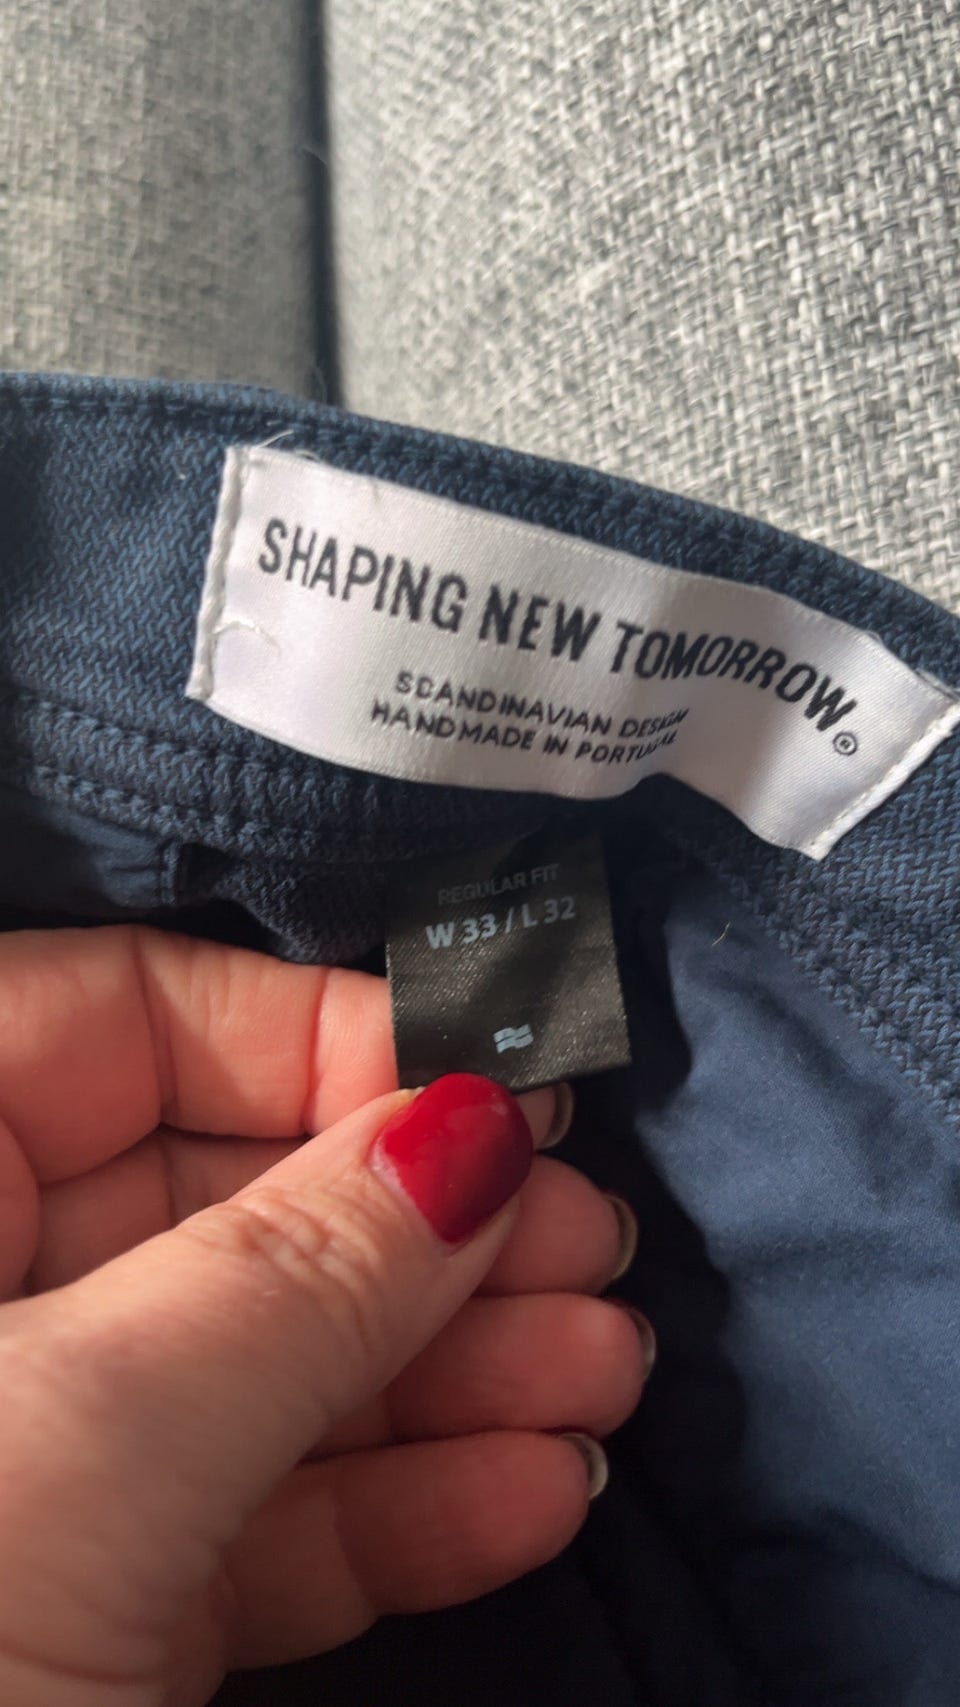 SHAPING NEW TOMORROW®
SCANDINAVIAN DESIGN
HANDMADE IN PORTUGAL
REGULAR FIT
W 33 / L 32